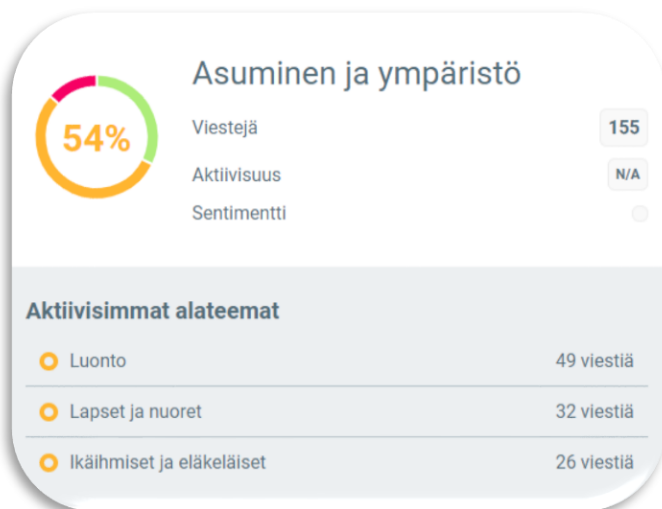 54%
Asuminen ja ympäristö
Viestejä 155
Aktiivisuus N/A
Sentimentti
Aktiivisimmat alateemat
Luonto 49 viestiä
Lapset ja nuoret 32 viestiä
Ikäihmiset ja eläkeläiset 26 viestiä